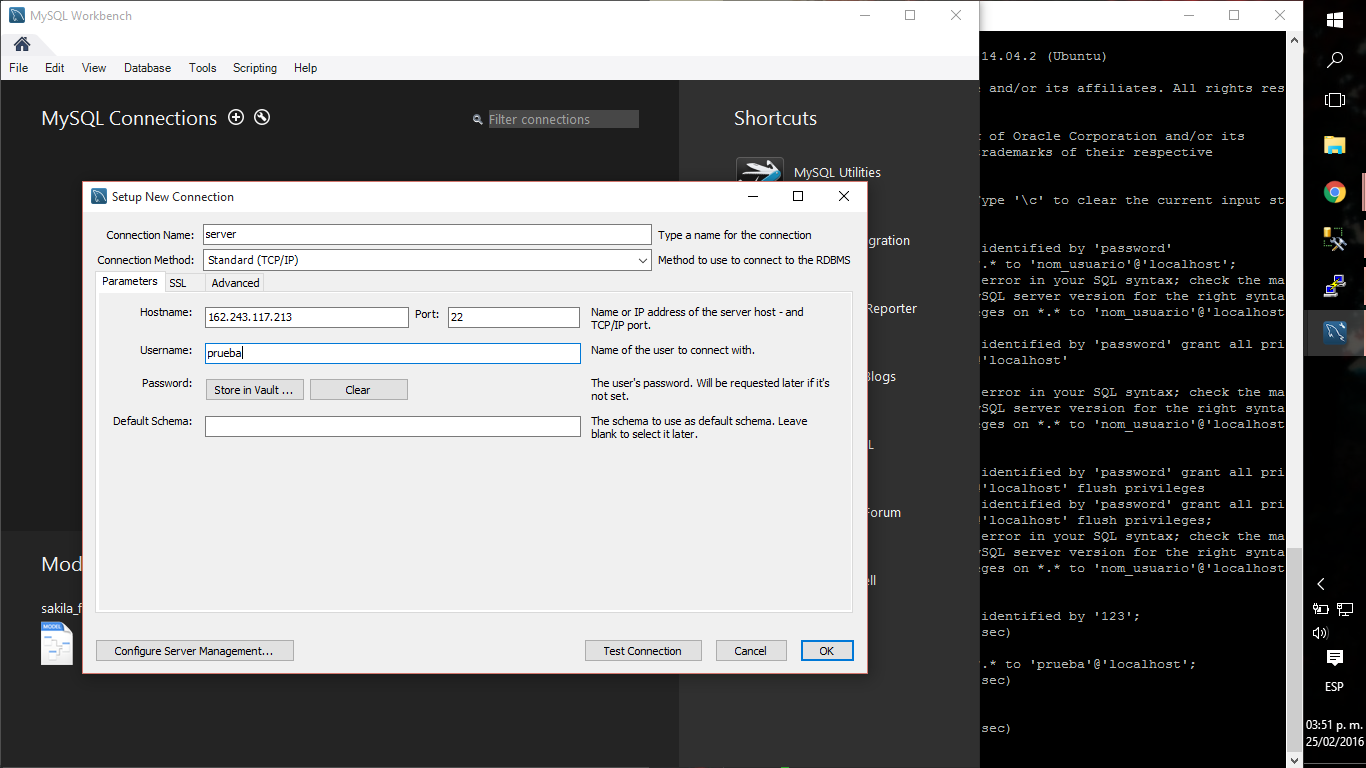 MySQL Workbench
File Edit View Database Tools Scripting Help
MySQL Connections
Filter connections
Shortcuts
MySQL Utilities
gration
Reporter
Blogs
L
Forum
ell
Mod
sakila_f
MODEL
Setup New Connection
Connection Name: server Type a name for the connection
Connection Method: Standard (TCP/IP) Method to use to connect to the RDBMS
Parameters SSL Advanced
Hostname: 162.243.117.213 Port: 22 Name or IP address of the server host - and
TCP/IP port.
Username: prueba Name of the user to connect with.
Password: Store in Vault ... Clear The user's password. Will be requested later if it's
not set.
Default Schema: The schema to use as default schema. Leave
blank to select it later.
Configure Server Management... Test Connection Cancel OK
14.04.2 (Ubuntu)
and/or its affiliates. All rights res
r of Oracle Corporation and/or its
rademarks of their respective
ype '\c' to clear the current input st
identified by 'password'
.* to 'nom_usuario'@'localhost';
error in your SQL syntax; check the ma
ySQL server version for the right synta
ges on *.* to 'nom_usuario'@'localhost
identified by 'password' grant all pri
'localhost'
error in your SQL syntax; check the ma
ySQL server version for the right synta
ges on *.* to 'nom_usuario'@'localhost
identified by 'password' grant all pri
'localhost' flush privileges
identified by 'password' grant all pri
'localhost' flush privileges;
error in your SQL syntax; check the ma
ySQL server version for the right synta
ges on *.* to 'nom_usuario'@'localhost
identified by '123';
sec)
.* to 'prueba'@'localhost';
sec)
sec)
ESP
03:51 p. m.
25/02/2016